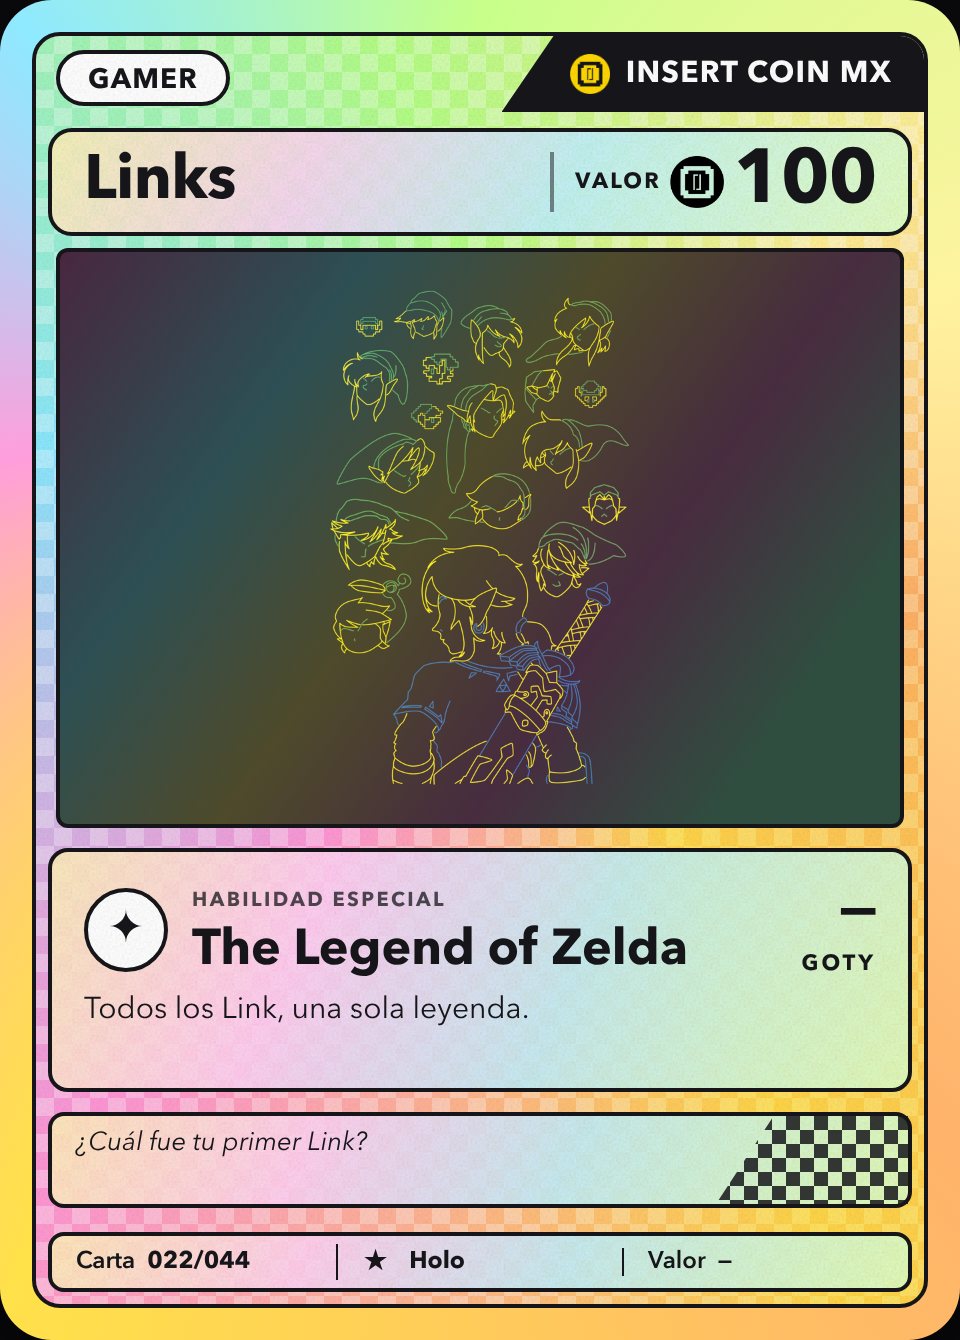 GAMER
INSERT COIN MX
Links
VALOR 100
HABILIDAD ESPECIAL
The Legend of Zelda
–
GOTY
Todos los Link, una sola leyenda.
¿Cuál fue tu primer Link?
Carta 022/044 ★ Holo Valor –